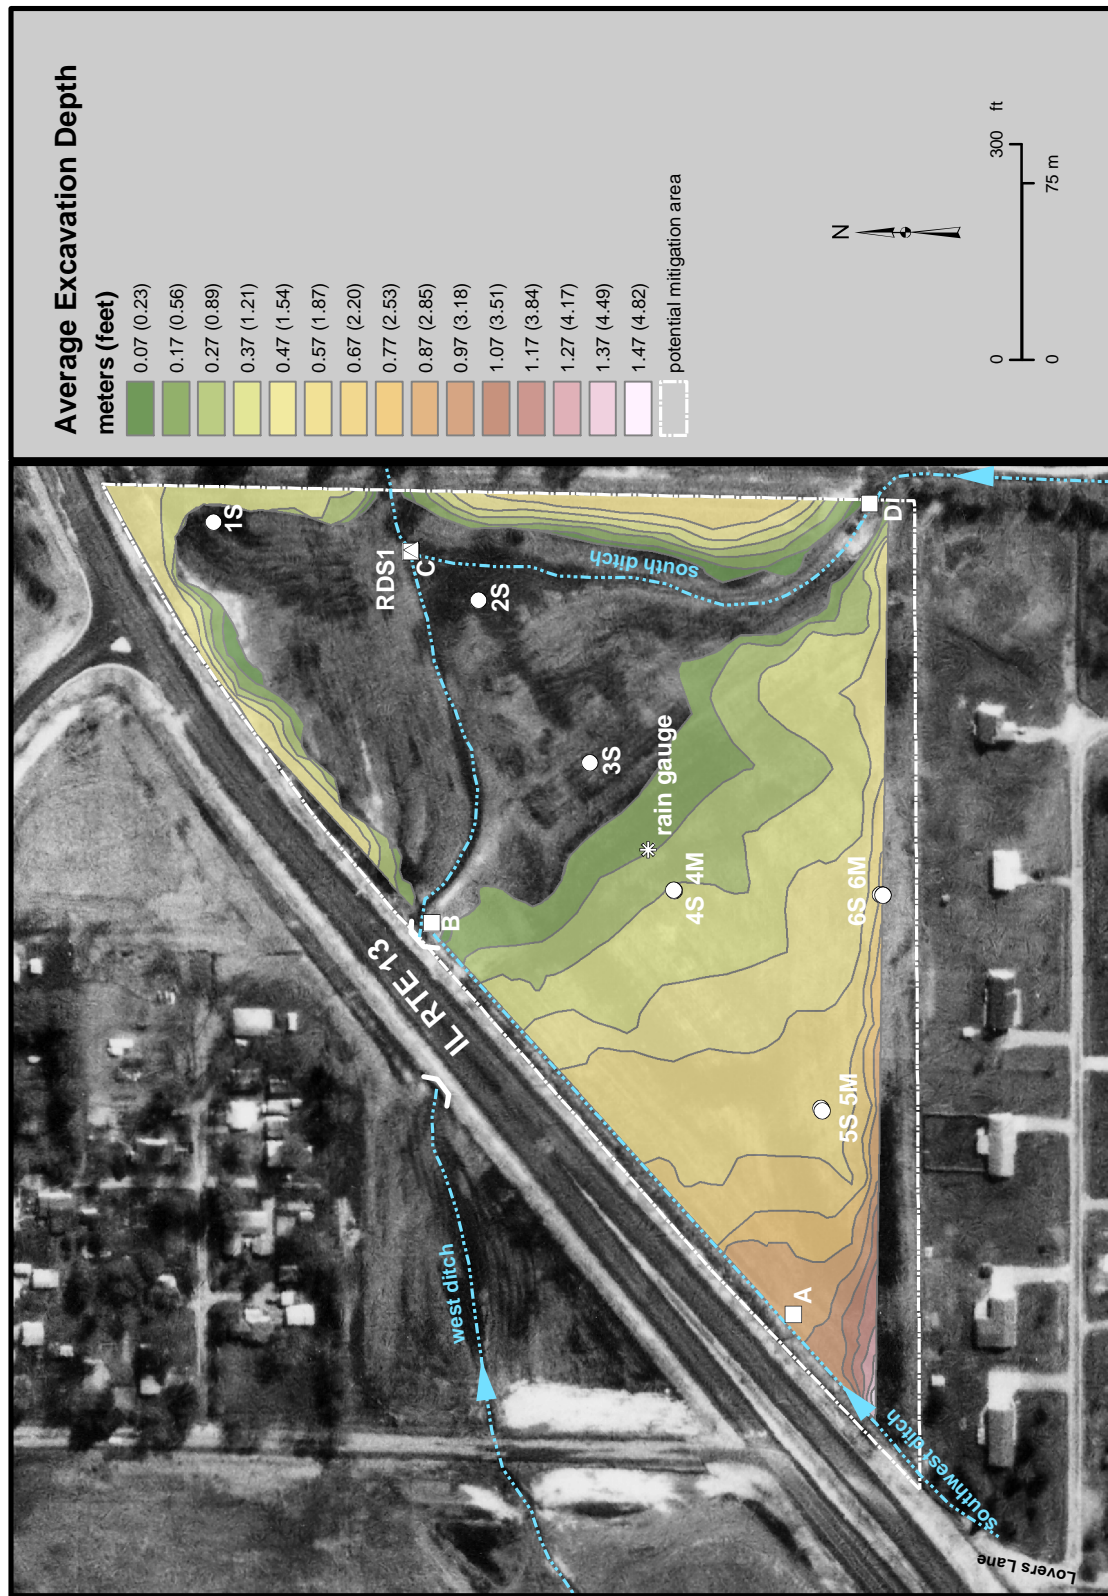 Average Excavation Depth
meters (feet)
0.07 (0.23)
0.17 (0.56)
0.27 (0.89)
0.37 (1.21)
0.47 (1.54)
0.57 (1.87)
0.67 (2.20)
0.77 (2.53)
0.87 (2.85)
0.97 (3.18)
1.07 (3.51)
1.17 (3.84)
1.27 (4.17)
1.37 (4.49)
1.47 (4.82)
potential mitigation area
N
0 300 ft
0 75 m
1S
RDS1
C
2S
south ditch
D
3S
rain gauge
4S 4M
6S 6M
B
IL RTE 13
5S 5M
A
west ditch
southwest ditch
Lovers Lane